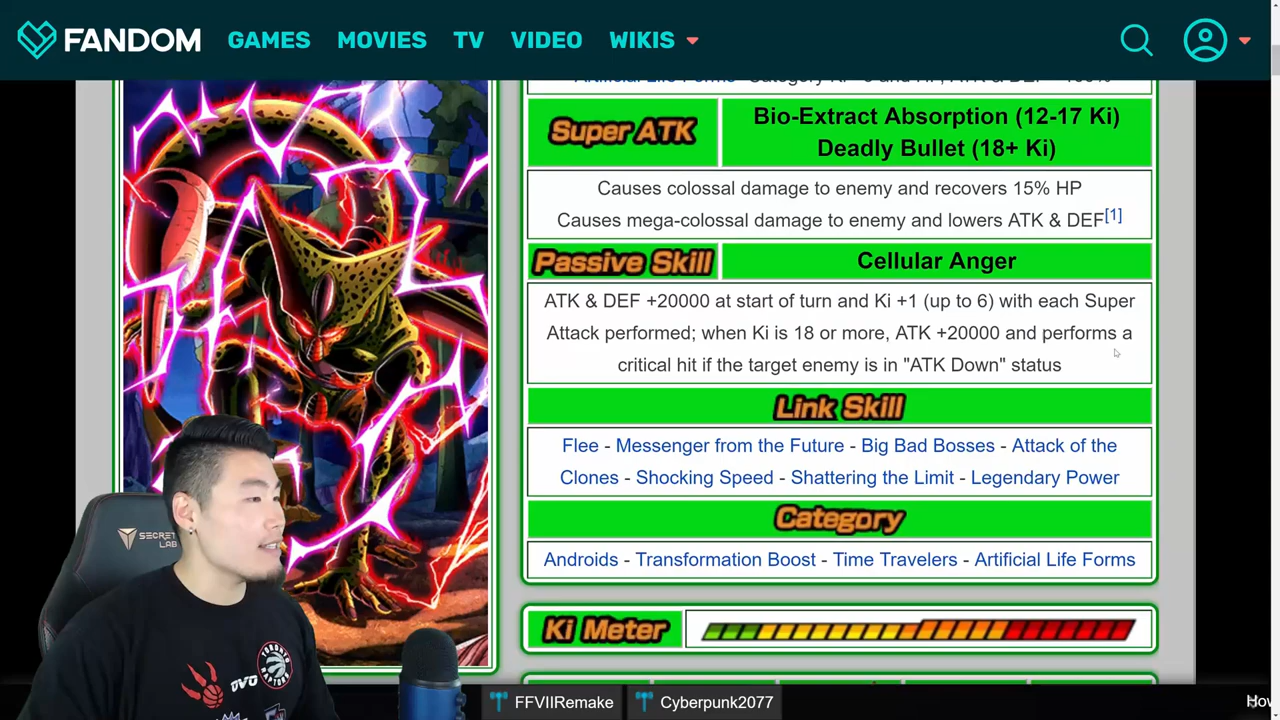 FANDOM GAMES MOVIES TV VIDEO WIKIS
Super ATK
Bio-Extract Absorption (12-17 Ki)
Deadly Bullet (18+ Ki)
Causes colossal damage to enemy and recovers 15% HP
Causes mega-colossal damage to enemy and lowers ATK & DEF[1]
Passive Skill
Cellular Anger
ATK & DEF +20000 at start of turn and Ki +1 (up to 6) with each Super
Attack performed; when Ki is 18 or more, ATK +20000 and performs a
critical hit if the target enemy is in "ATK Down" status
Link Skill
Flee - Messenger from the Future - Big Bad Bosses - Attack of the
Clones - Shocking Speed - Shattering the Limit - Legendary Power
Category
Androids - Transformation Boost - Time Travelers - Artificial Life Forms
Ki Meter
SECRET
LAB
TORONTO
RAPTORS
OVO
FFVIIRemake
Cyberpunk2077